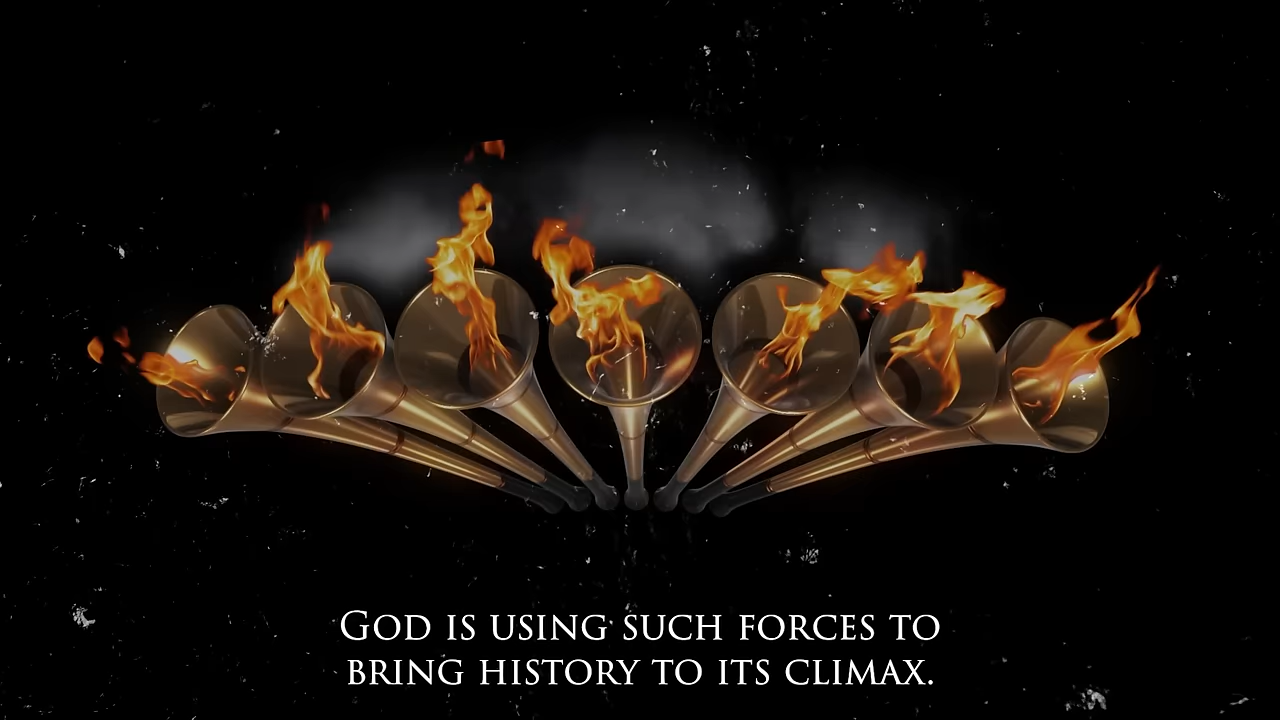 God is using such forces to
bring history to its climax.